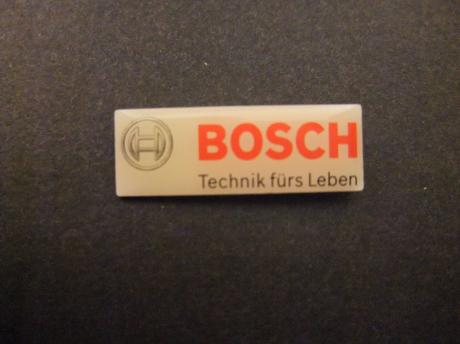 BOSCH
Technik fürs Leben